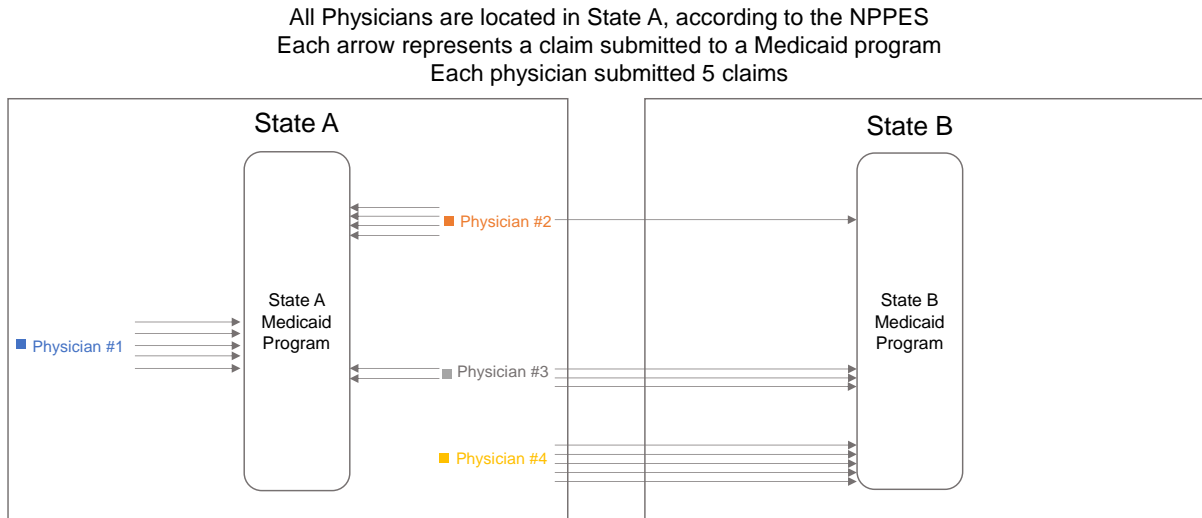 All Physicians are located in State A, according to the NPPES
Each arrow represents a claim submitted to a Medicaid program
Each physician submitted 5 claims
State A
State B
Physician #2
State A
Medicaid
Program
State B
Medicaid
Program
Physician #1
Physician #3
Physician #4